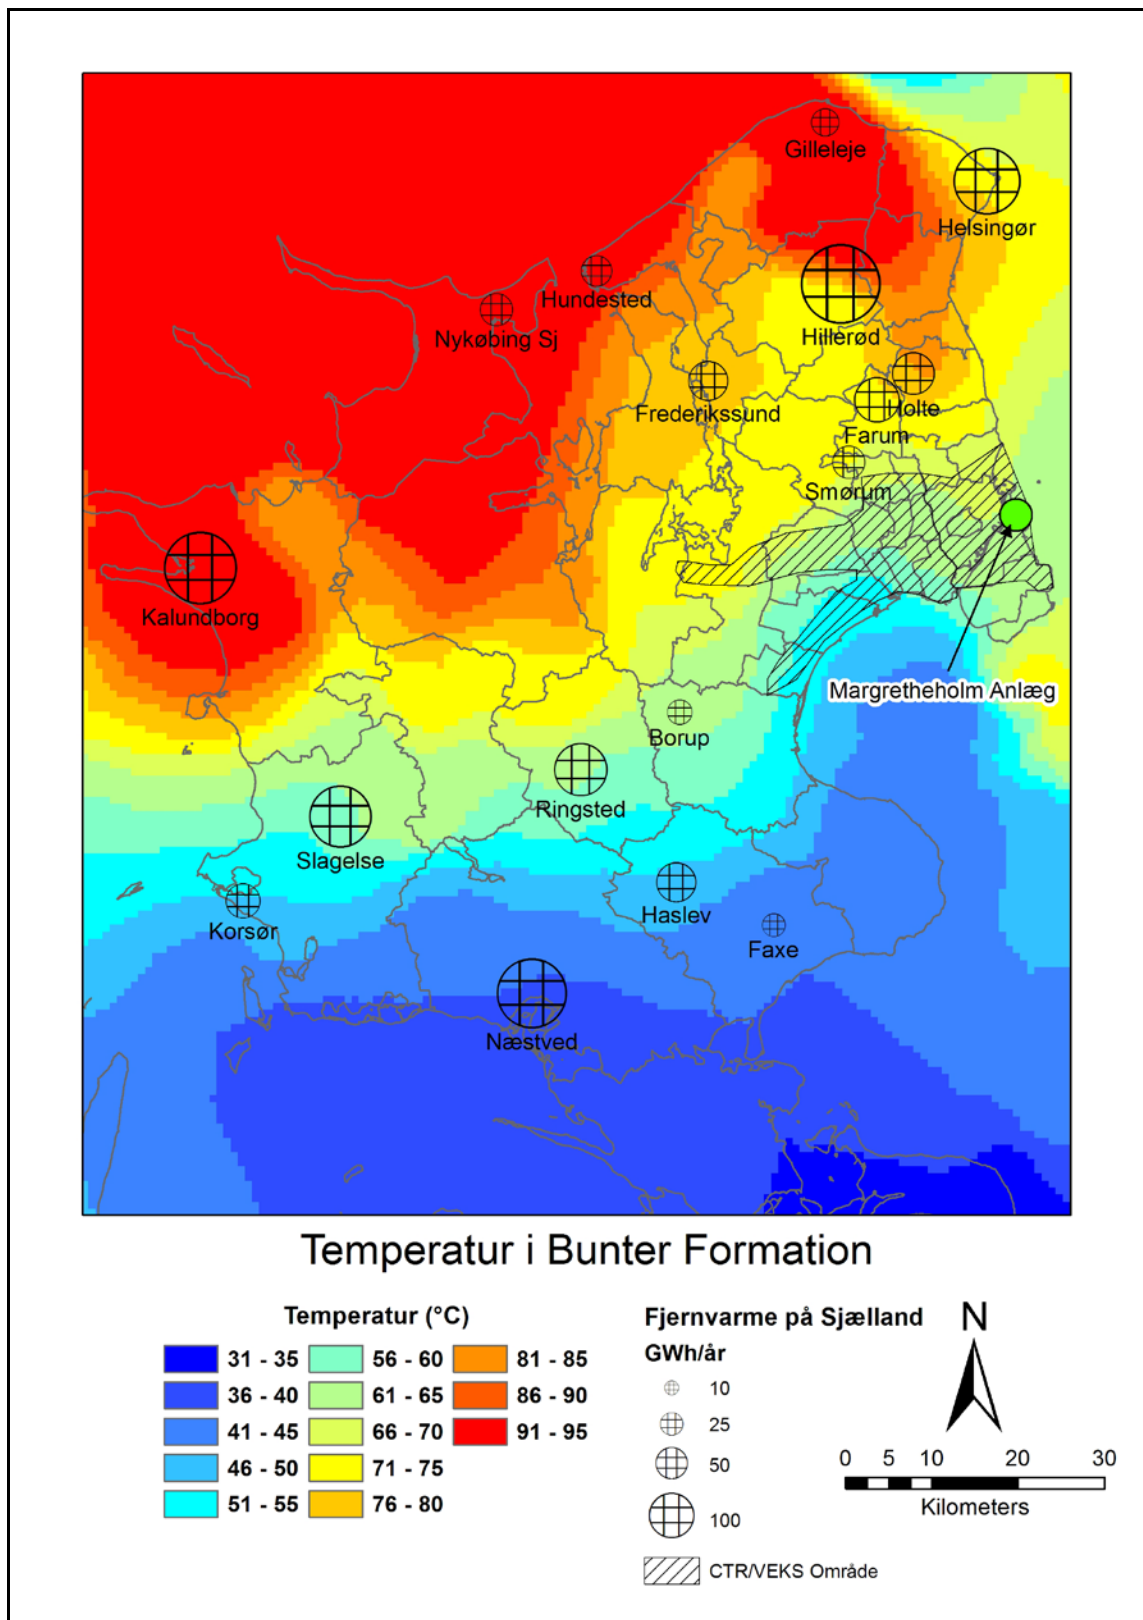 Gilleleje
Helsingør
Hundested
Nykøbing Sj
Hillerød
Frederikssund
Holte
Farum
Smørum
Kalundborg
Margretheholm Anlæg
Borup
Ringsted
Slagelse
Haslev
Korsør
Faxe
Næstved
Temperatur i Bunter Formation
Temperatur (°C)
31 - 35
36 - 40
41 - 45
46 - 50
51 - 55
56 - 60
61 - 65
66 - 70
71 - 75
76 - 80
81 - 85
86 - 90
91 - 95
Fjernvarme på Sjælland
GWh/år
10
25
50
100
CTR/VEKS Område
N
0 5 10 20 30
Kilometers